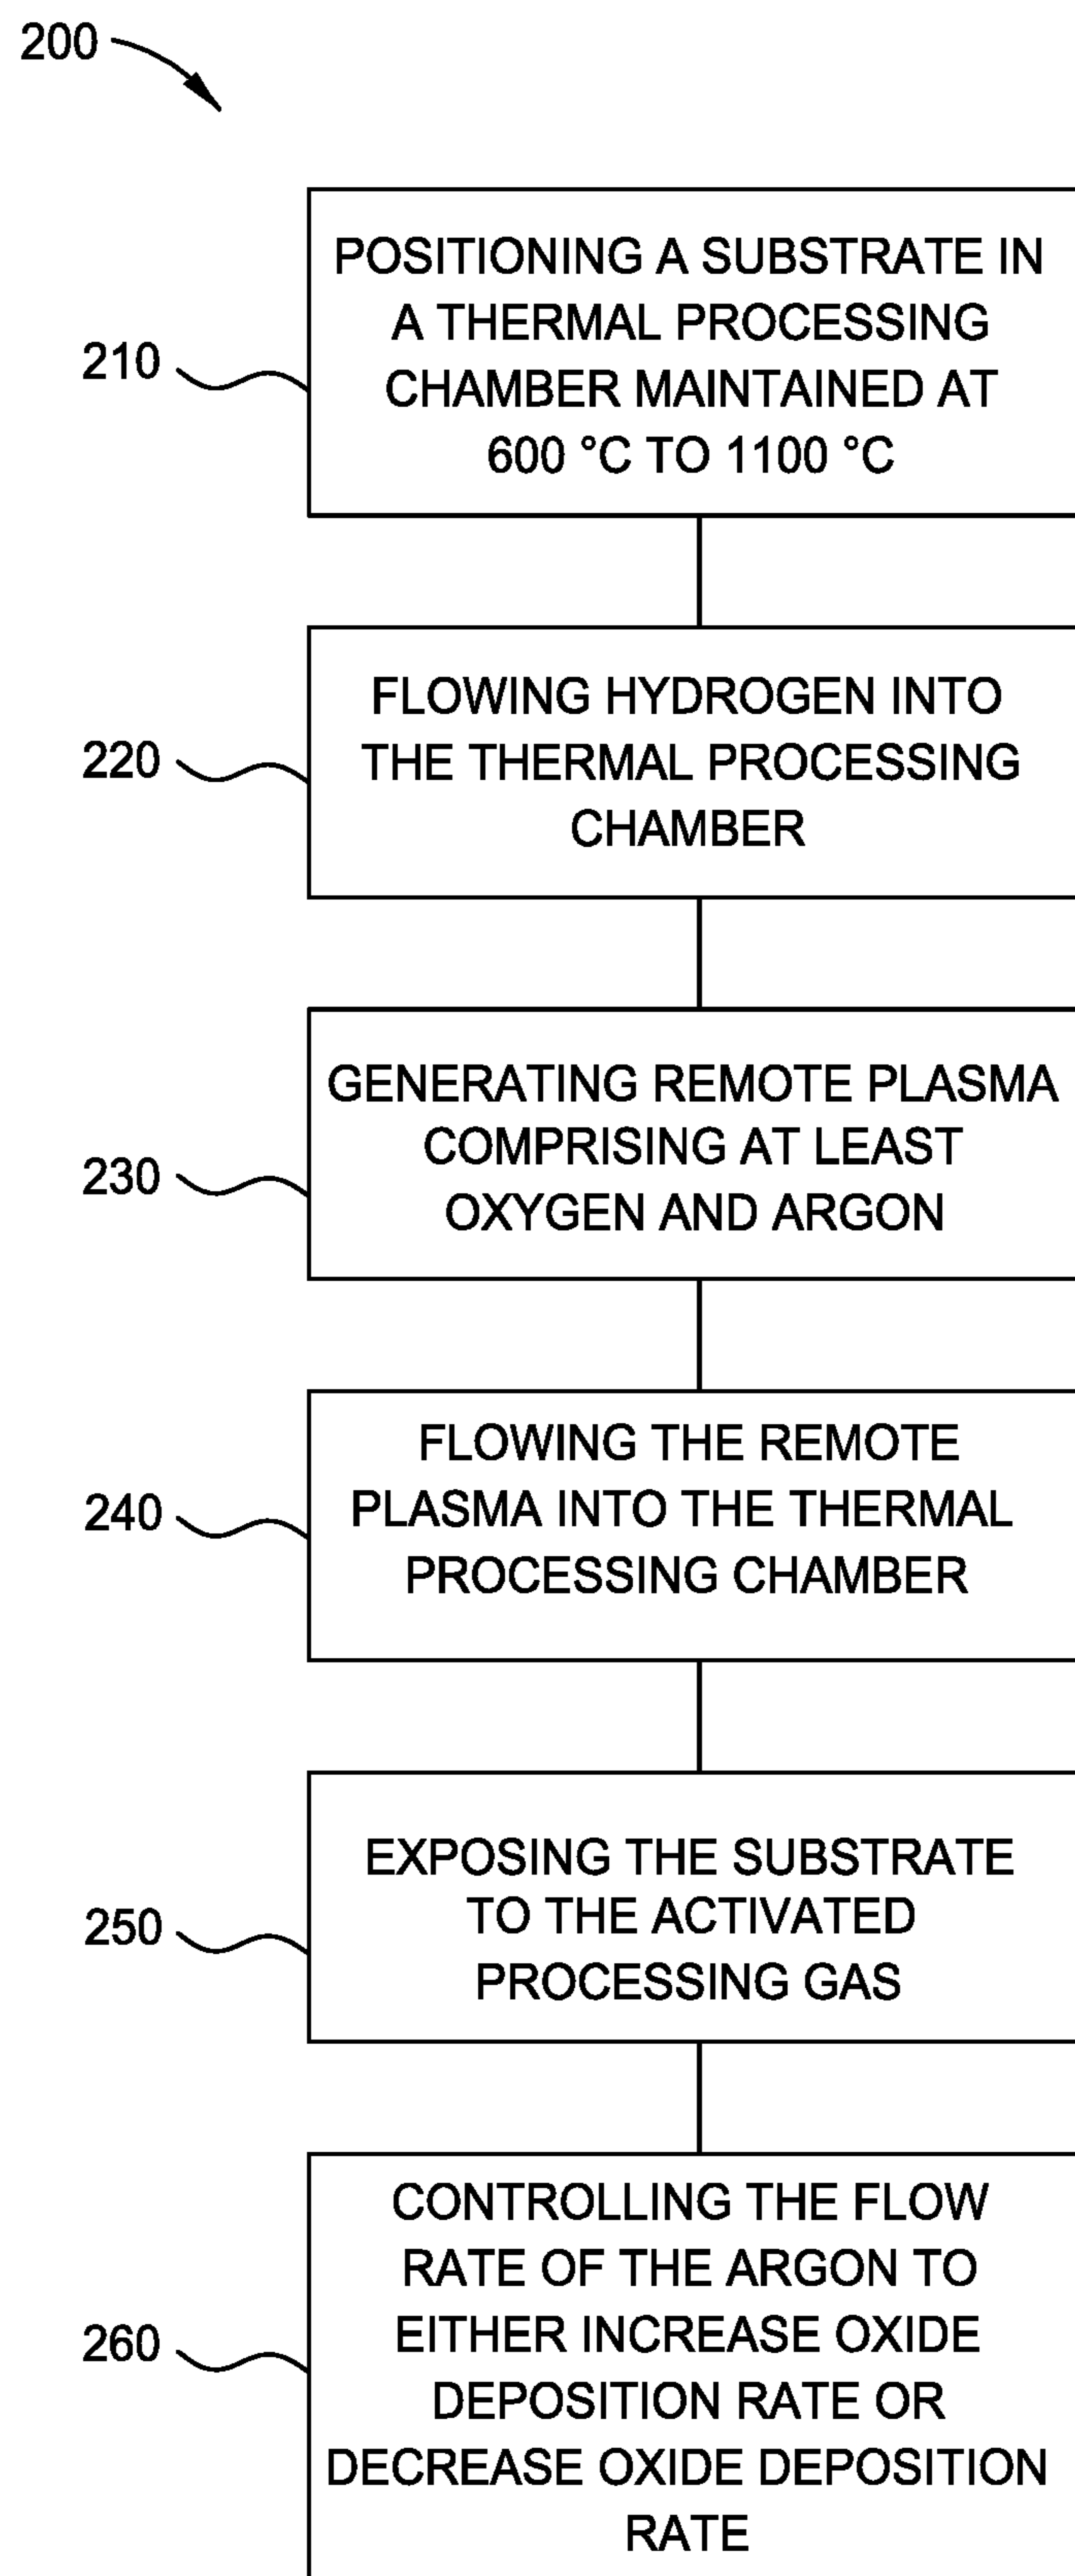 200
210
POSITIONING A SUBSTRATE IN
A THERMAL PROCESSING
CHAMBER MAINTAINED AT
600 °C TO 1100 °C
220
FLOWING HYDROGEN INTO
THE THERMAL PROCESSING
CHAMBER
230
GENERATING REMOTE PLASMA
COMPRISING AT LEAST
OXYGEN AND ARGON
240
FLOWING THE REMOTE
PLASMA INTO THE THERMAL
PROCESSING CHAMBER
250
EXPOSING THE SUBSTRATE
TO THE ACTIVATED
PROCESSING GAS
260
CONTROLLING THE FLOW
RATE OF THE ARGON TO
EITHER INCREASE OXIDE
DEPOSITION RATE OR
DECREASE OXIDE DEPOSITION
RATE